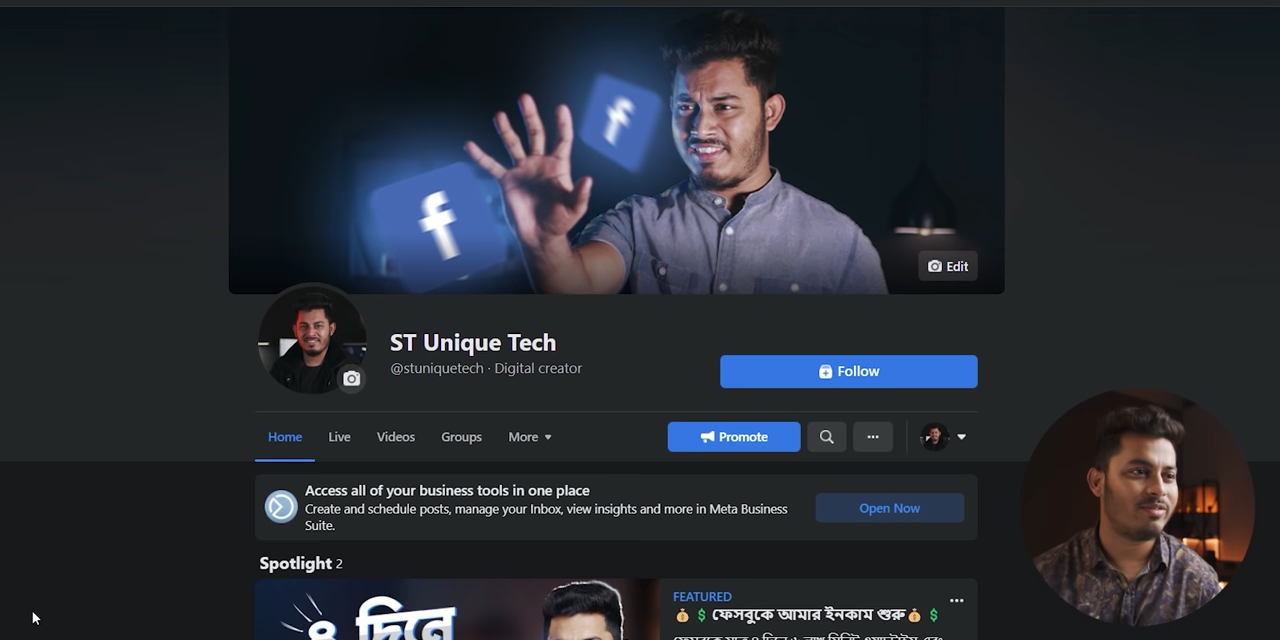 f
f
Edit
ST Unique Tech
@stuniquetech · Digital creator
Follow
Home Live Videos Groups More
Promote
Access all of your business tools in one place
Create and schedule posts, manage your Inbox, view insights and more in Meta Business
Suite.
Open Now
Spotlight 2
৪ দিনে
FEATURED
💰 💲 ফেসবুকে আমার ইনকাম শুরু 💰 💲